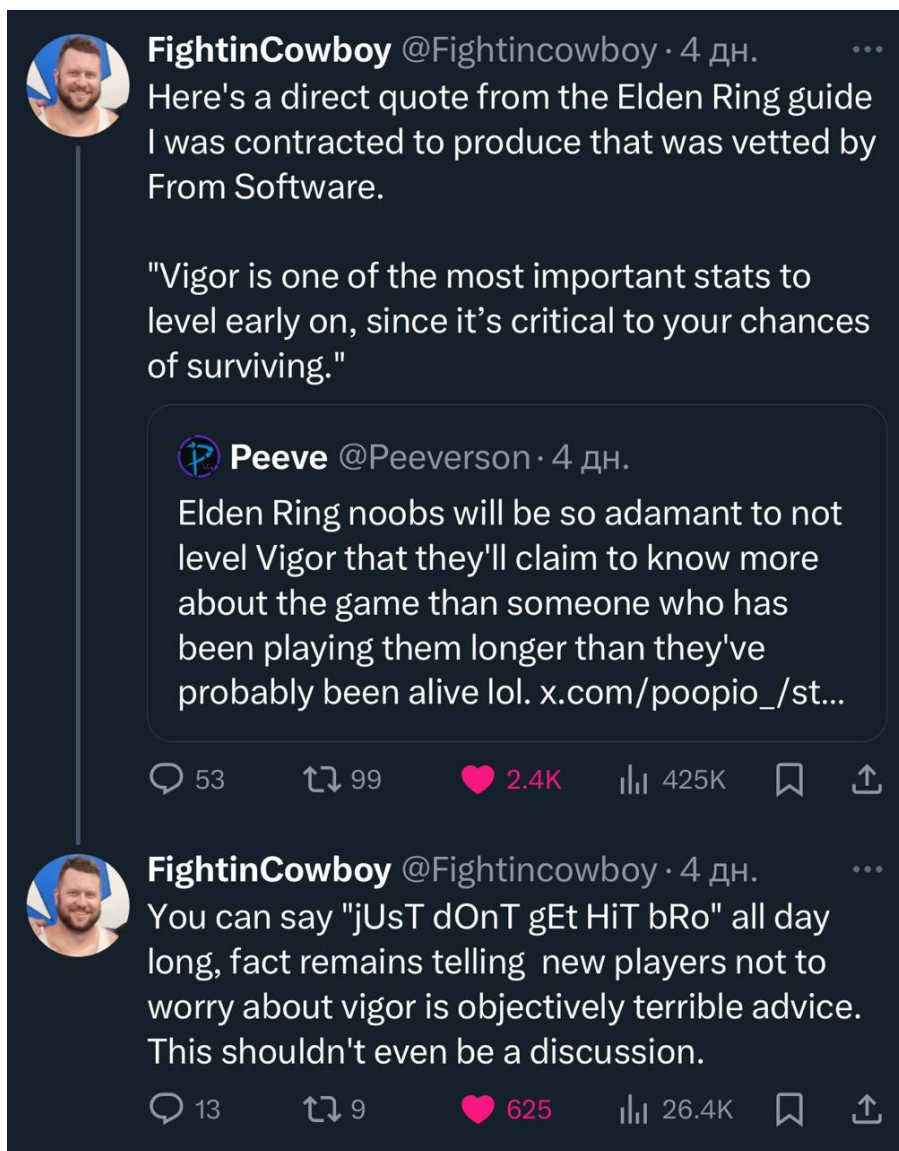 FightinCowboy @Fightincowboy · 4 дн.
Here's a direct quote from the Elden Ring guide
I was contracted to produce that was vetted by
From Software.
"Vigor is one of the most important stats to
level early on, since it’s critical to your chances
of surviving."
Peeve @Peeverson · 4 дн.
Elden Ring noobs will be so adamant to not
level Vigor that they'll claim to know more
about the game than someone who has
been playing them longer than they've
probably been alive lol. x.com/poopio_/st...
53 99 2.4K 425K
FightinCowboy @Fightincowboy · 4 дн.
You can say "jUsT dOnT gEt HiT bRo" all day
long, fact remains telling  new players not to
worry about vigor is objectively terrible advice.
This shouldn't even be a discussion.
13 9 625 26.4K